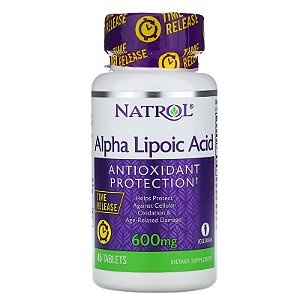 TIME
RELEASE
NATROL®
Alpha Lipoic Acid
ANTIOXIDANT
PROTECTION†
TIME
RELEASE
Helps Protect
Against Cellular
Oxidation &
Age-Related Damage
600mg
VEGETARIAN
45 TABLETS
DIETARY SUPPLEMENT